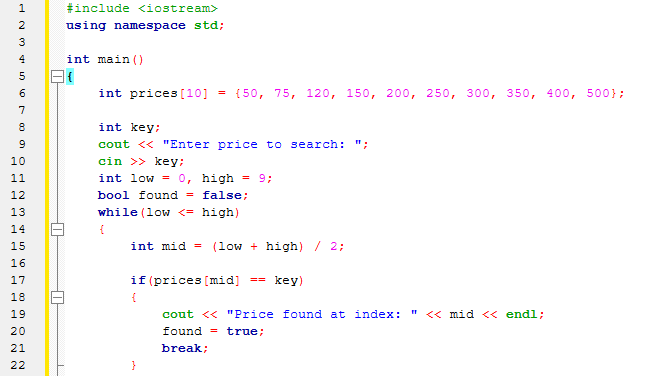 1 #include <iostream>
2 using namespace std;
3
4 int main()
5 {
6 int prices[10] = {50, 75, 120, 150, 200, 250, 300, 350, 400, 500};
7
8 int key;
9 cout << "Enter price to search: ";
10 cin >> key;
11 int low = 0, high = 9;
12 bool found = false;
13 while(low <= high)
14 {
15 int mid = (low + high) / 2;
16
17 if(prices[mid] == key)
18 {
19 cout << "Price found at index: " << mid << endl;
20 found = true;
21 break;
22 }